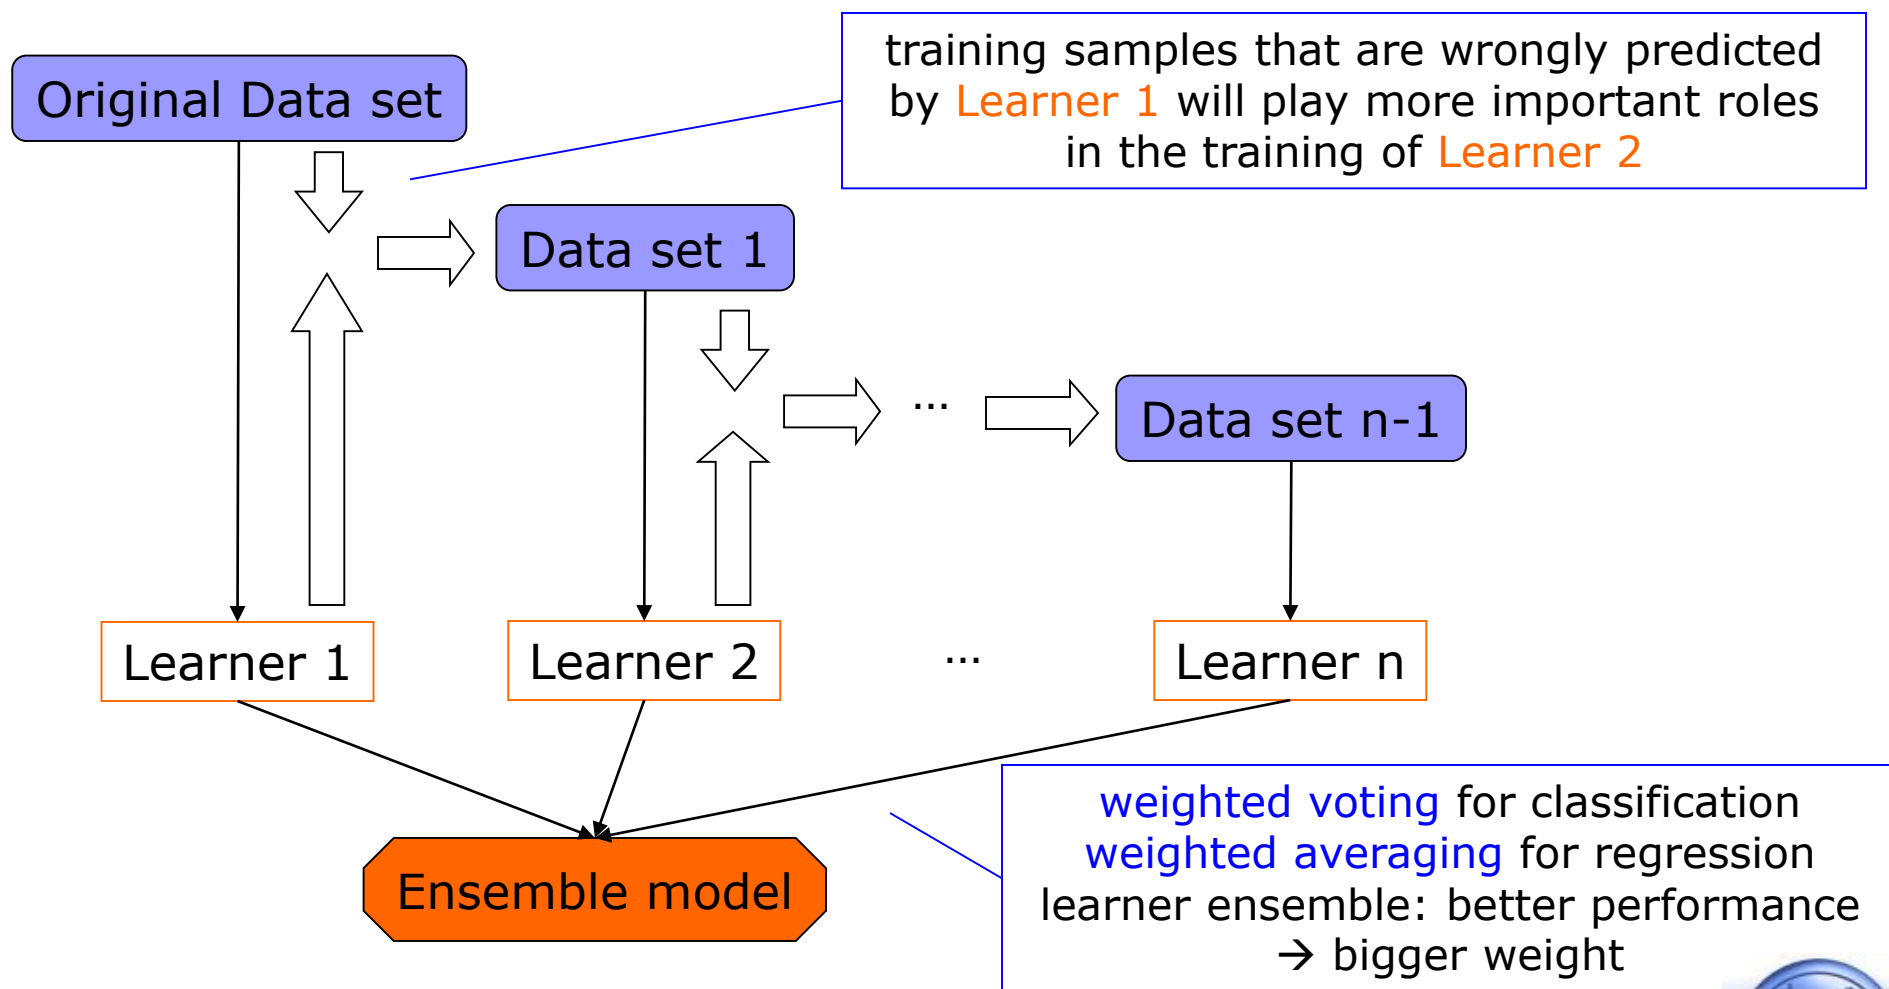 training samples that are wrongly predicted
by Learner 1 will play more important roles
in the training of Learner 2
Original Data set
Data set 1
...
Data set n-1
Learner 1
Learner 2
...
Learner n
Ensemble model
weighted voting for classification
weighted averaging for regression
learner ensemble: better performance
→ bigger weight